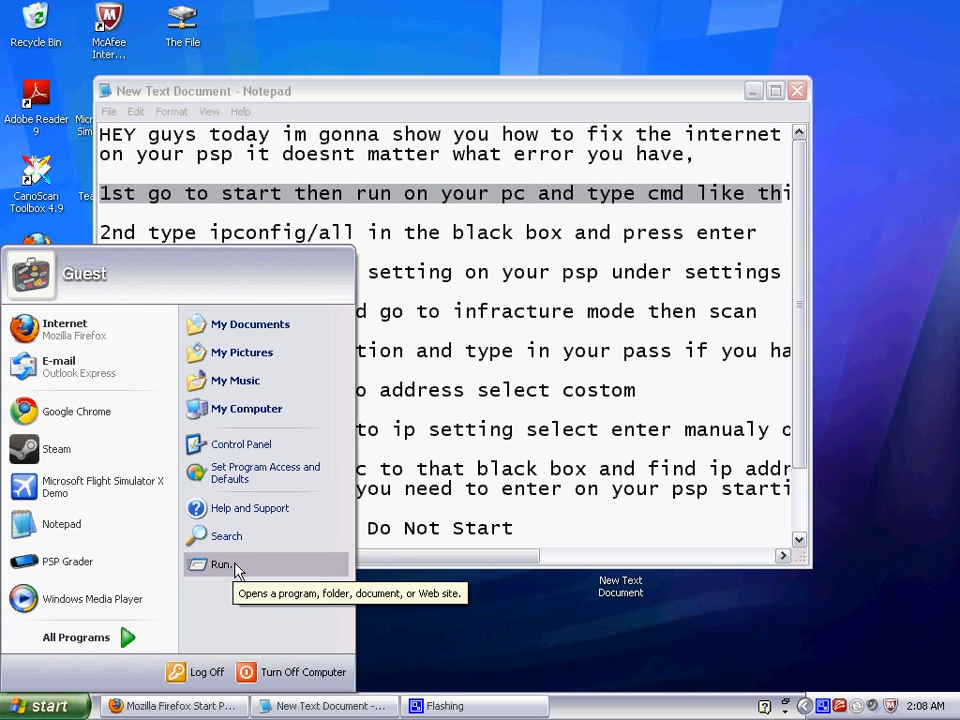 Recycle Bin
McAfee
Inter...
The File
Adobe Reader
9
CanoScan
Toolbox 4.9
New Text Document - Notepad
File Edit Format View Help
HEY guys today im gonna show you how to fix the internet
on your psp it doesnt matter what error you have,
1st go to start then run on your pc and type cmd like thi
2nd type ipconfig/all in the black box and press enter
setting on your psp under settings
d go to infracture mode then scan
tion and type in your pass if you ha
o address select costom
to ip setting select enter manualy o
c to that black box and find ip addr
you need to enter on your psp starti
Do Not Start
Guest
Internet
Mozilla Firefox
E-mail
Outlook Express
Google Chrome
Steam
Microsoft Flight Simulator X
Demo
Notepad
PSP Grader
Windows Media Player
All Programs
My Documents
My Pictures
My Music
My Computer
Control Panel
Set Program Access and
Defaults
Help and Support
Search
Run..
Opens a program, folder, document, or Web site.
Log Off
Turn Off Computer
New Text
Document
start
Mozilla Firefox Start P...
New Text Document -...
Flashing
2:08 AM